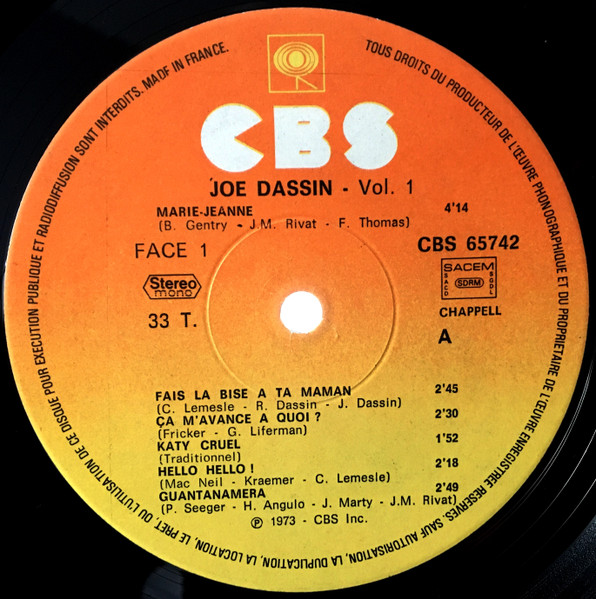 TOUS DROITS DU PRODUCTEUR DE L'ŒUVRE PHONOGRAPHIQUE ET DU PROPRIETAIRE DE L'ŒUVRE ENREGISTREE RESERVES. SAUF AUTORISATION, LA DUPLICATION, LA LOCATION, LE PRET, OU L'UTILISATION DE CE DISQUE POUR EXECUTION PUBLIQUE ET RADIODIFFUSION SONT INTERDITS. MADE IN FRANCE.
CBS
JOE DASSIN - Vol. 1
MARIE-JEANNE 4'14
(B. Gentry - J.M. Rivat - F. Thomas)
FACE 1 CBS 65742
Stereo
mono
SACEM
SACD SDRM SGDL
33 T. CHAPPELL
A
FAIS LA BISE A TA MAMAN 2'45
(C. Lemesle - R. Dassin - J. Dassin)
ÇA M'AVANCE A QUOI ? 2'30
(Fricker - G. Liferman)
KATY CRUEL 1'52
(Traditionnel)
HELLO HELLO ! 2'18
(Mac Neil - Kraemer - C. Lemesle)
GUANTANAMERA 2'49
(P. Seeger - H. Angulo - J. Marty - J.M. Rivat)
℗ 1973 - CBS Inc.